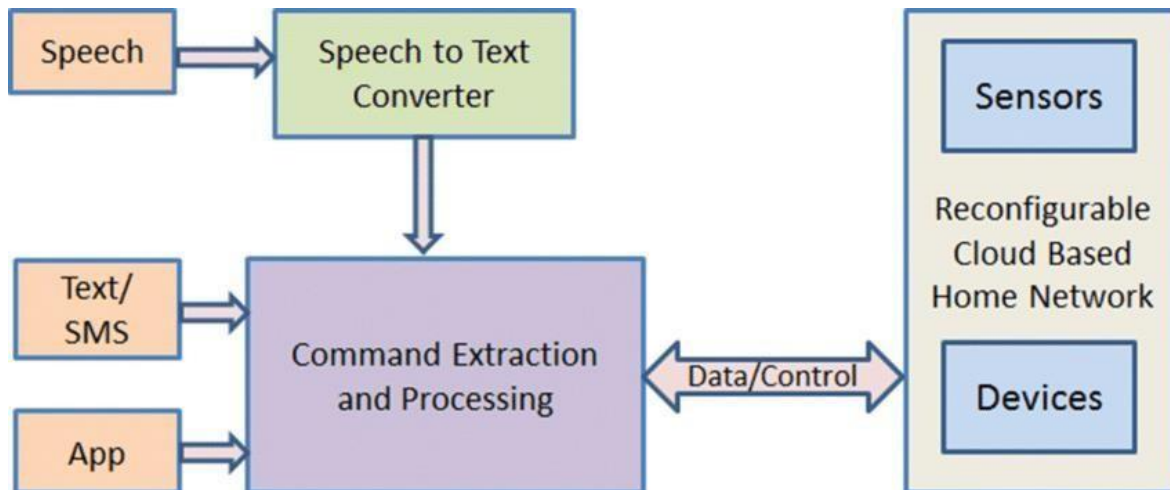 Speech
Speech to Text
Converter
Sensors
Reconfigurable
Cloud Based
Home Network
Text/
SMS
Command Extraction
and Processing
Data/Control
Devices
App